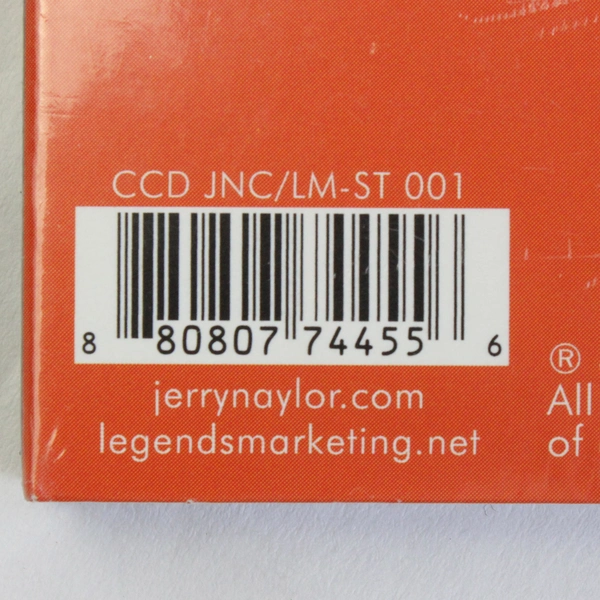 CCD JNC/LM-ST 001
8 80807 74455 6
jerrynaylor.com
legendsmarketing.net
®
All
of